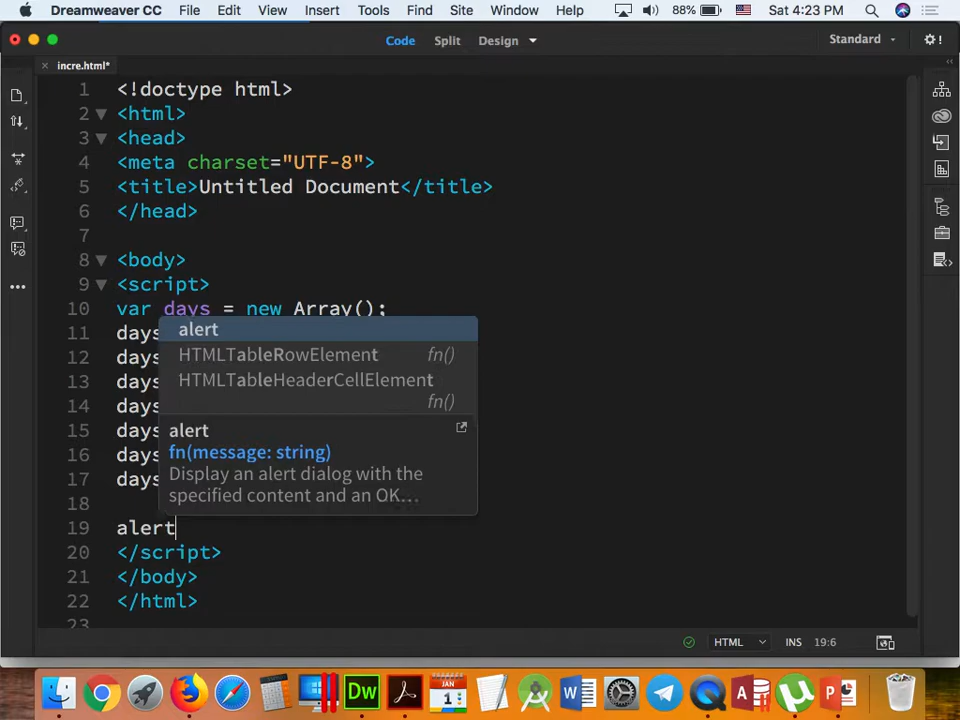 Dreamweaver CC File Edit View Insert Tools Find Site Window Help 88% Sat 4:23 PM
Code Split Design Standard
incre.html*
1 <!doctype html>
2 <html>
3 <head>
4 <meta charset="UTF-8">
5 <title>Untitled Document</title>
6 </head>
7
8 <body>
9 <script>
10 var days = new Array();
11 days
alert
12 days
HTMLTableRowElement fn()
13 days
HTMLTableHeaderCellElement
fn()
14 days
15 days
alert
16 days
fn(message: string)
17 days
Display an alert dialog with the
specified content and an OK...
18
19 alert
20 </script>
21 </body>
22 </html>
23
HTML INS 19:6
Dw JAN 1 W A P